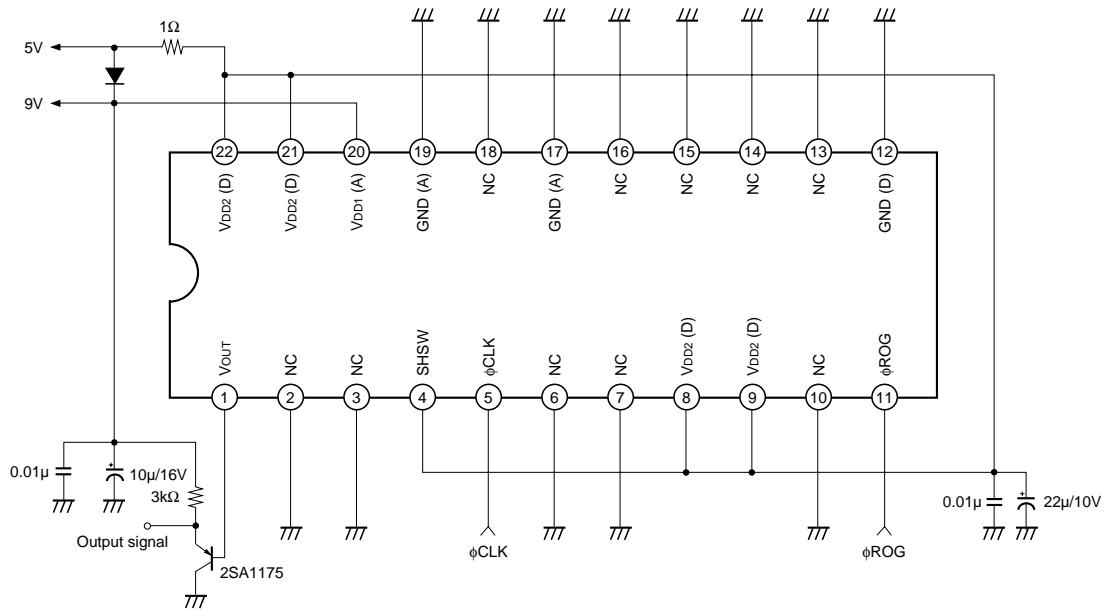 1Ω
5V
9V
22 21 20 19 18 17 16 15 14 13 12
VDD2 (D)
VDD2 (D)
VDD1 (A)
GND (A)
NC
GND (A)
NC
NC
NC
NC
GND (D)
VOUT
NC
NC
SHSW
ϕCLK
NC
NC
VDD2 (D)
VDD2 (D)
NC
ϕROG
1 2 3 4 5 6 7 8 9 10 11
0.01µ
+
10µ/16V
3kΩ
Output signal
2SA1175
ϕCLK
ϕROG
0.01µ
+
22µ/10V